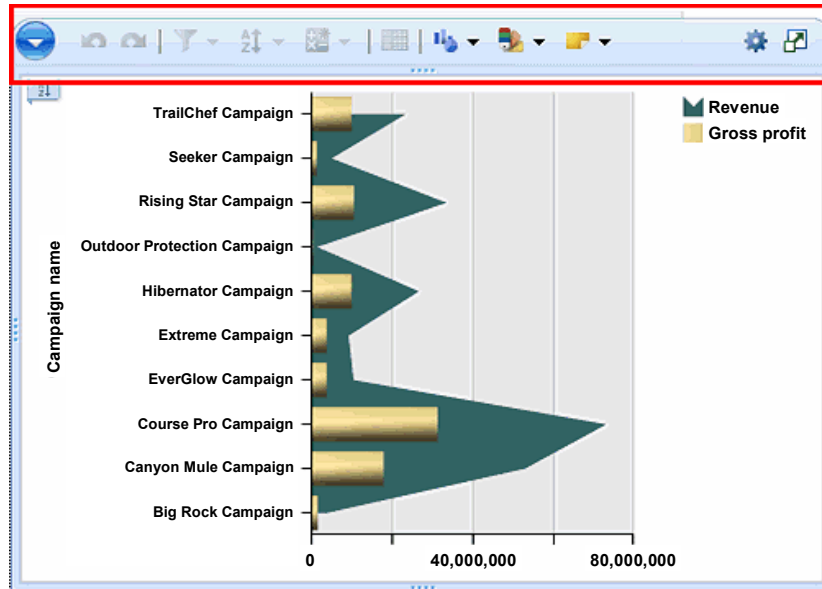 Revenue
Gross profit
Campaign name
TrailChef Campaign
Seeker Campaign
Rising Star Campaign
Outdoor Protection Campaign
Hibernator Campaign
Extreme Campaign
EverGlow Campaign
Course Pro Campaign
Canyon Mule Campaign
Big Rock Campaign
0 40,000,000 80,000,000